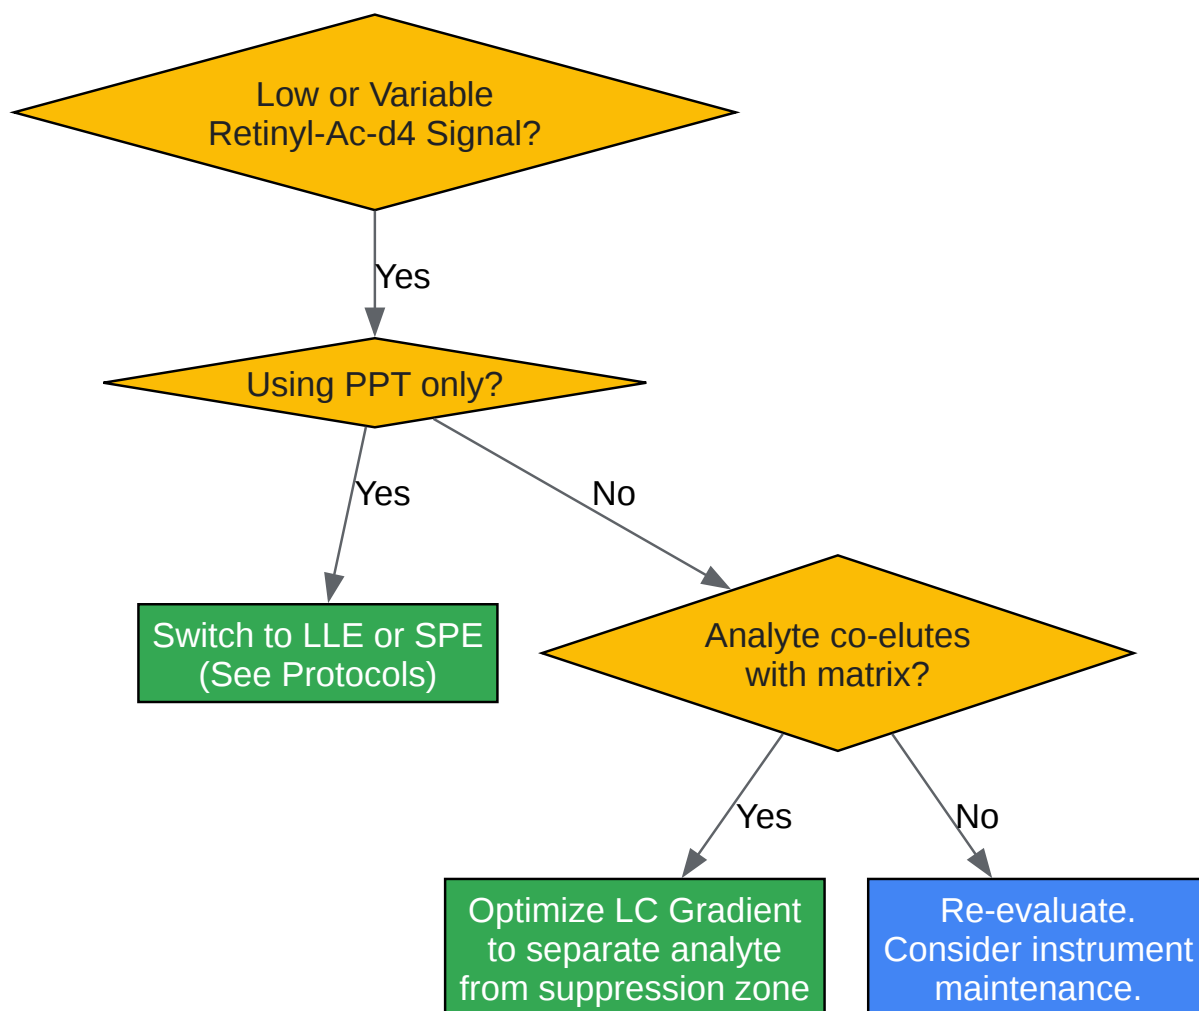 Low or Variable
Retinyl-Ac-d4 Signal?
Yes
Using PPT only?
Yes
No
Switch to LLE or SPE
(See Protocols)
Analyte co-elutes
with matrix?
Yes
No
Optimize LC Gradient
to separate analyte
from suppression zone
Re-evaluate.
Consider instrument
maintenance.